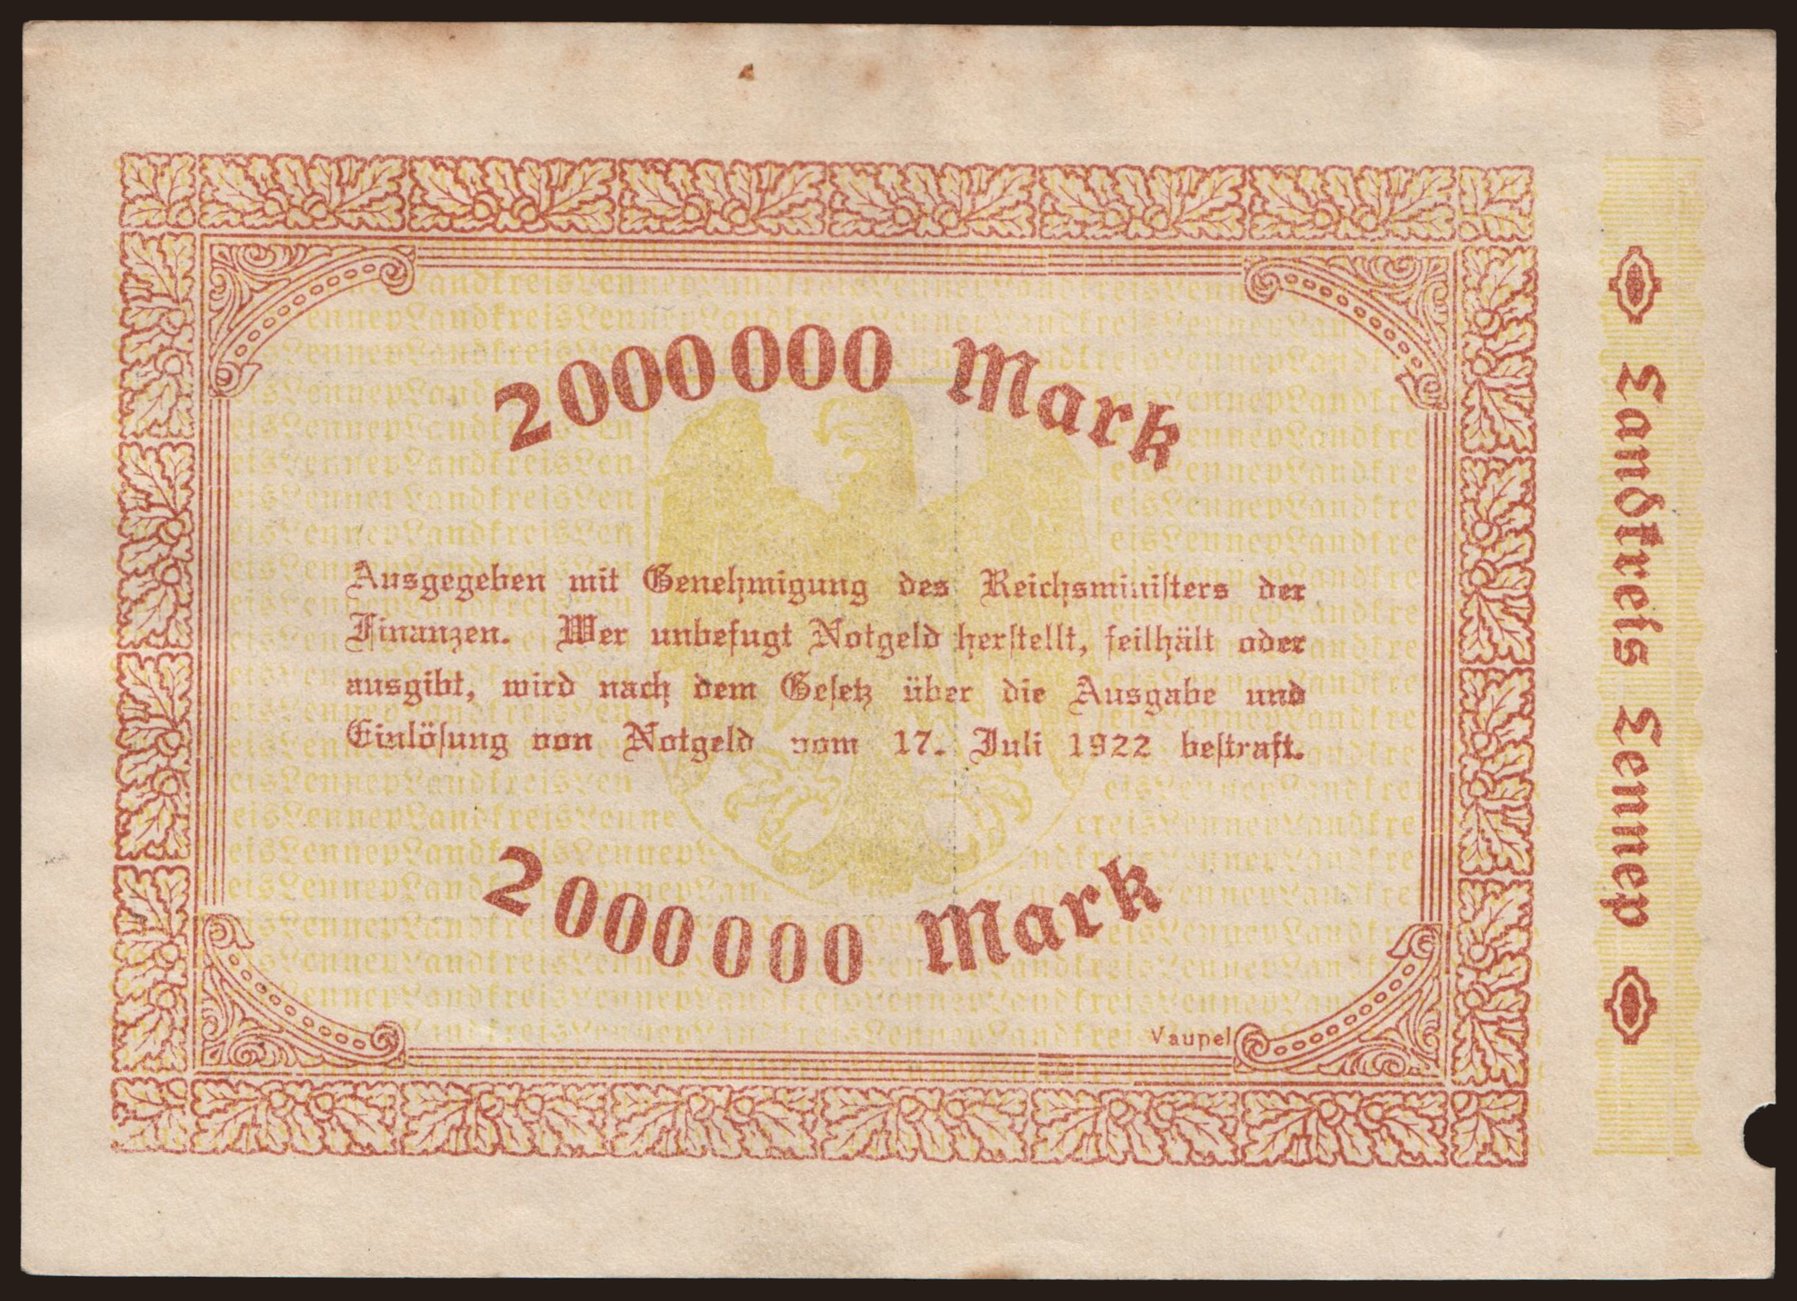 2000000 Mark
Ausgegeben mit Genehmigung des Reichsministers der
Finanzen. Wer unbefugt Notgeld herstellt, feilhält oder
ausgibt, wird nach dem Gesetz über die Ausgabe und
Einlösung von Notgeld vom 17. Juli 1922 bestraft.
2000000 Mark
Vaupel
Landkreis Lennep